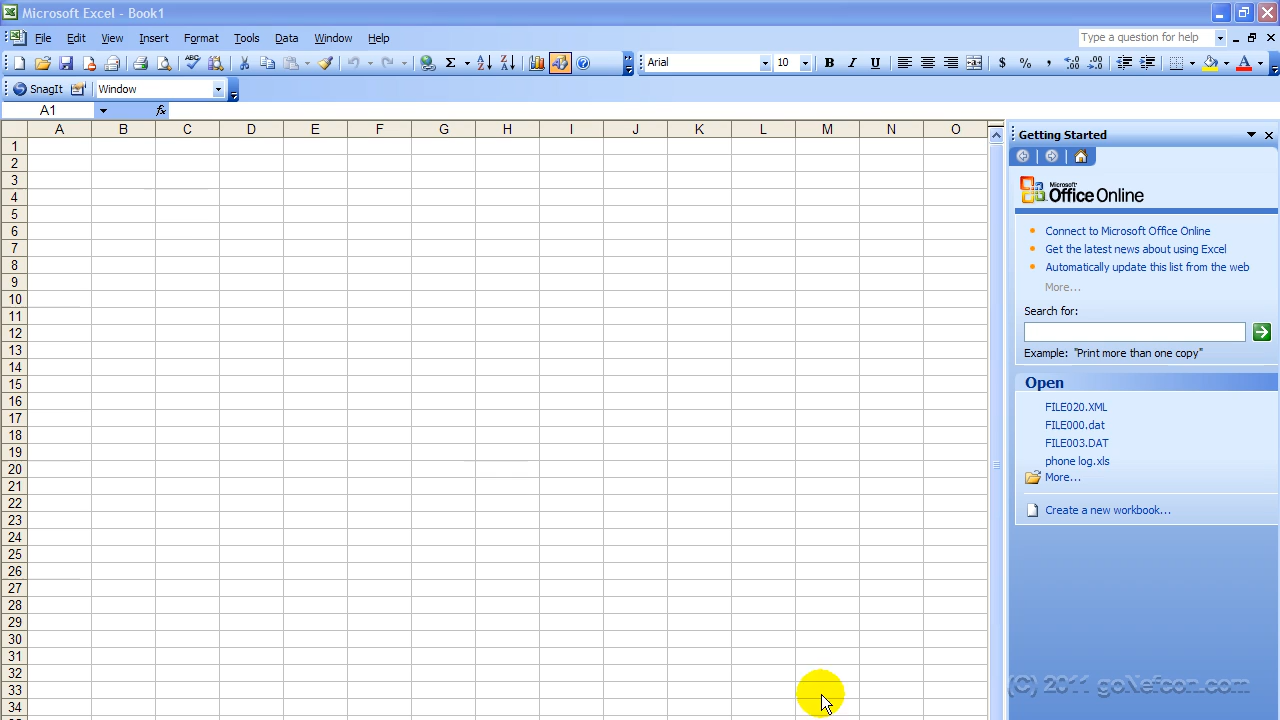 Microsoft Excel - Book1
File Edit View Insert Format Tools Data Window Help Type a question for help
Arial 10 B I U $ % ,
SnagIt Window
A1 fx
A B C D E F G H I J K L M N O
1
2
3
4
5
6
7
8
9
10
11
12
13
14
15
16
17
18
19
20
21
22
23
24
25
26
27
28
29
30
31
32
33
34
Getting Started
Microsoft
Office Online
Connect to Microsoft Office Online
Get the latest news about using Excel
Automatically update this list from the web
More...
Search for:
Example: "Print more than one copy"
Open
FILE020.XML
FILE000.dat
FILE003.DAT
phone log.xls
More...
Create a new workbook...
(C) 2011 goNefcon.com